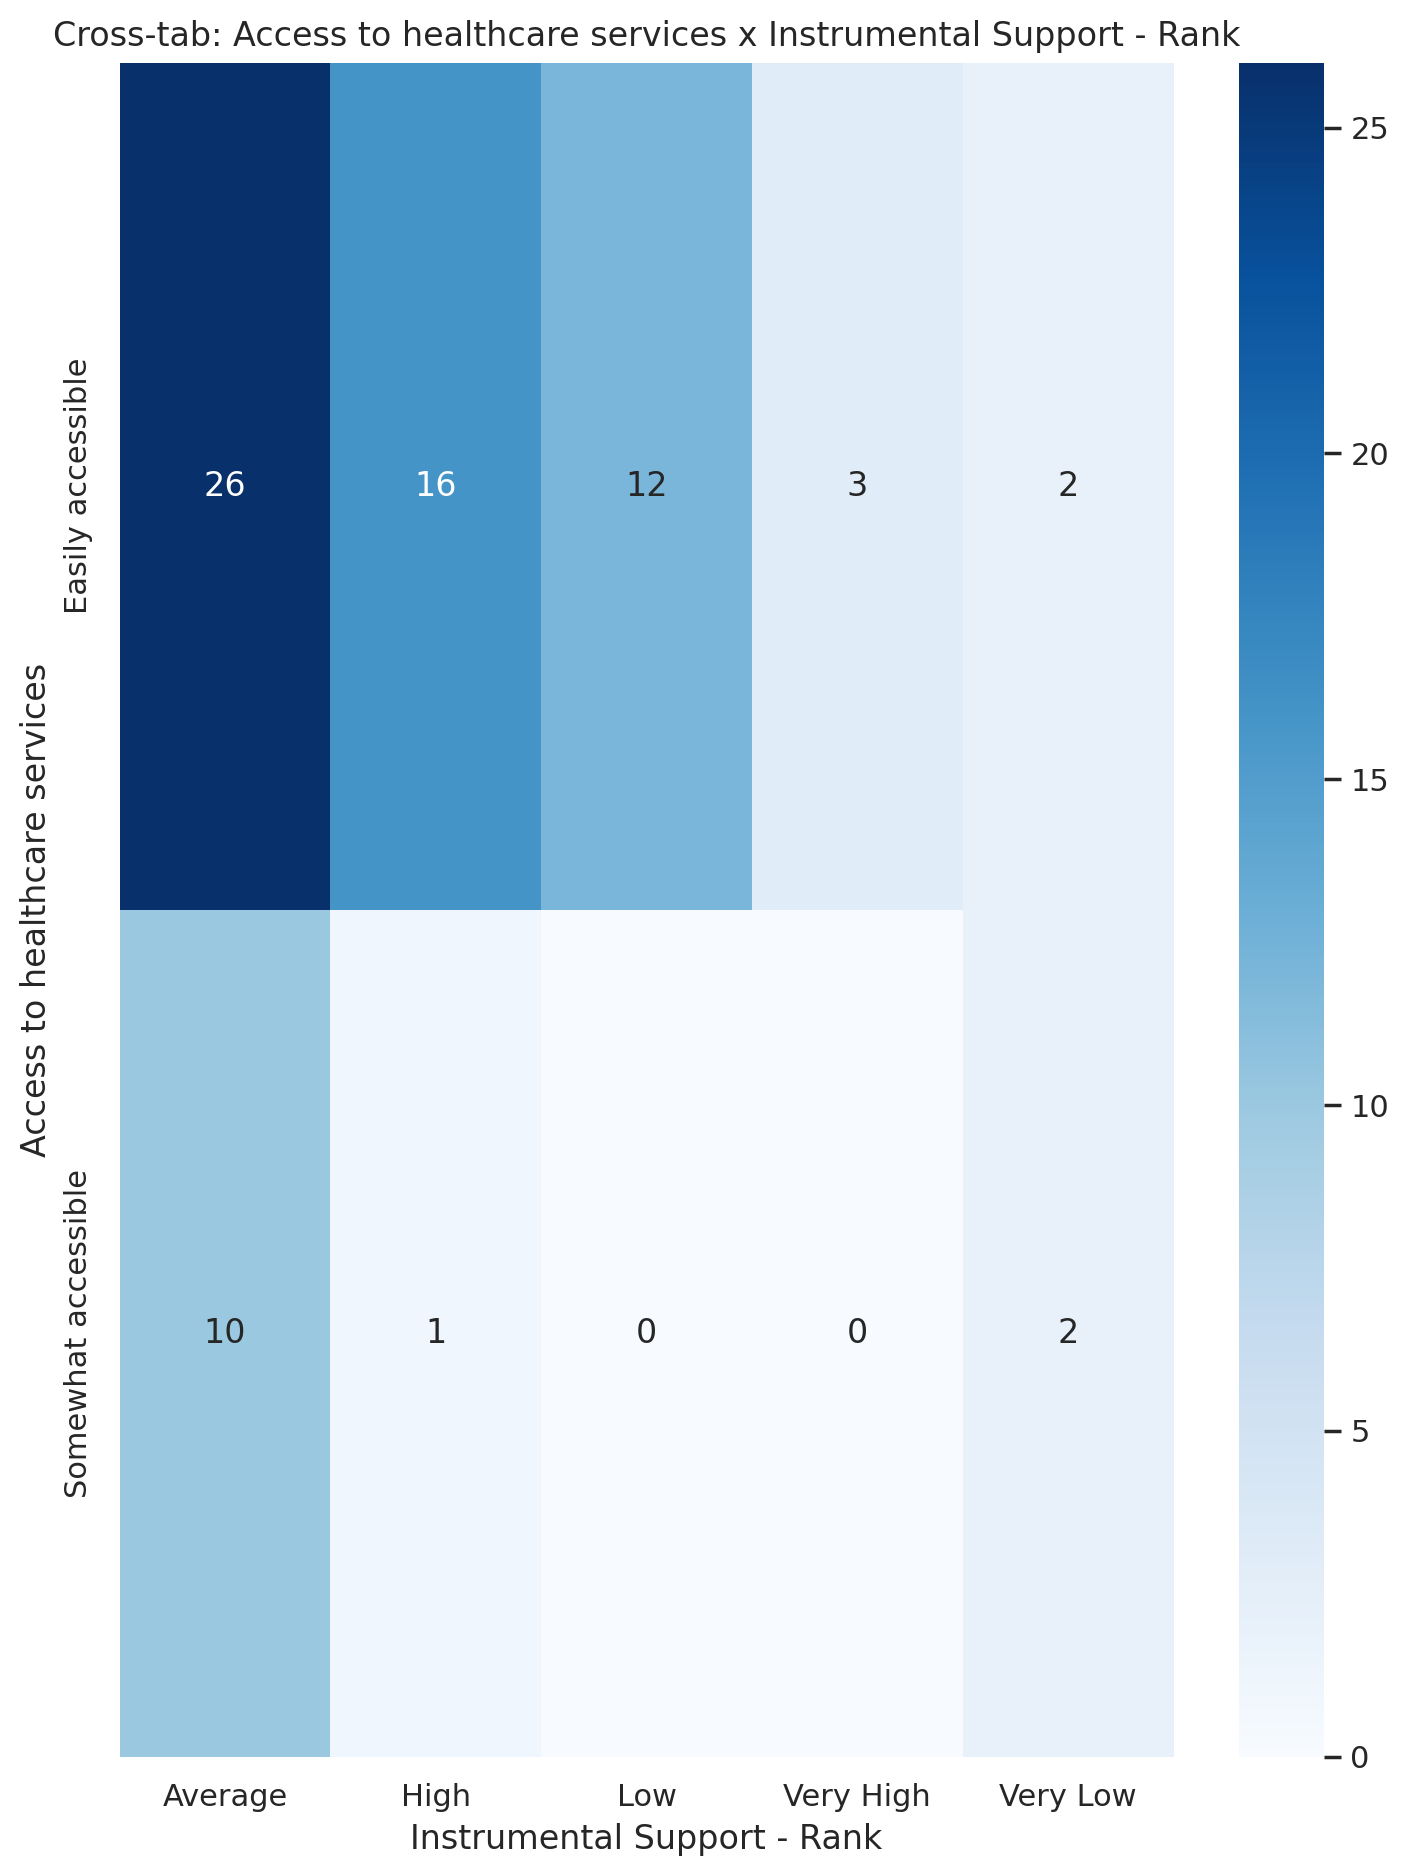 Cross-tab: Access to healthcare services x Instrumental Support - Rank
Access to healthcare services
Easily accessible
26 16 12 3 2
Somewhat accessible
10 1 0 0 2
Average High Low Very High Very Low
Instrumental Support - Rank
25
20
15
10
5
0